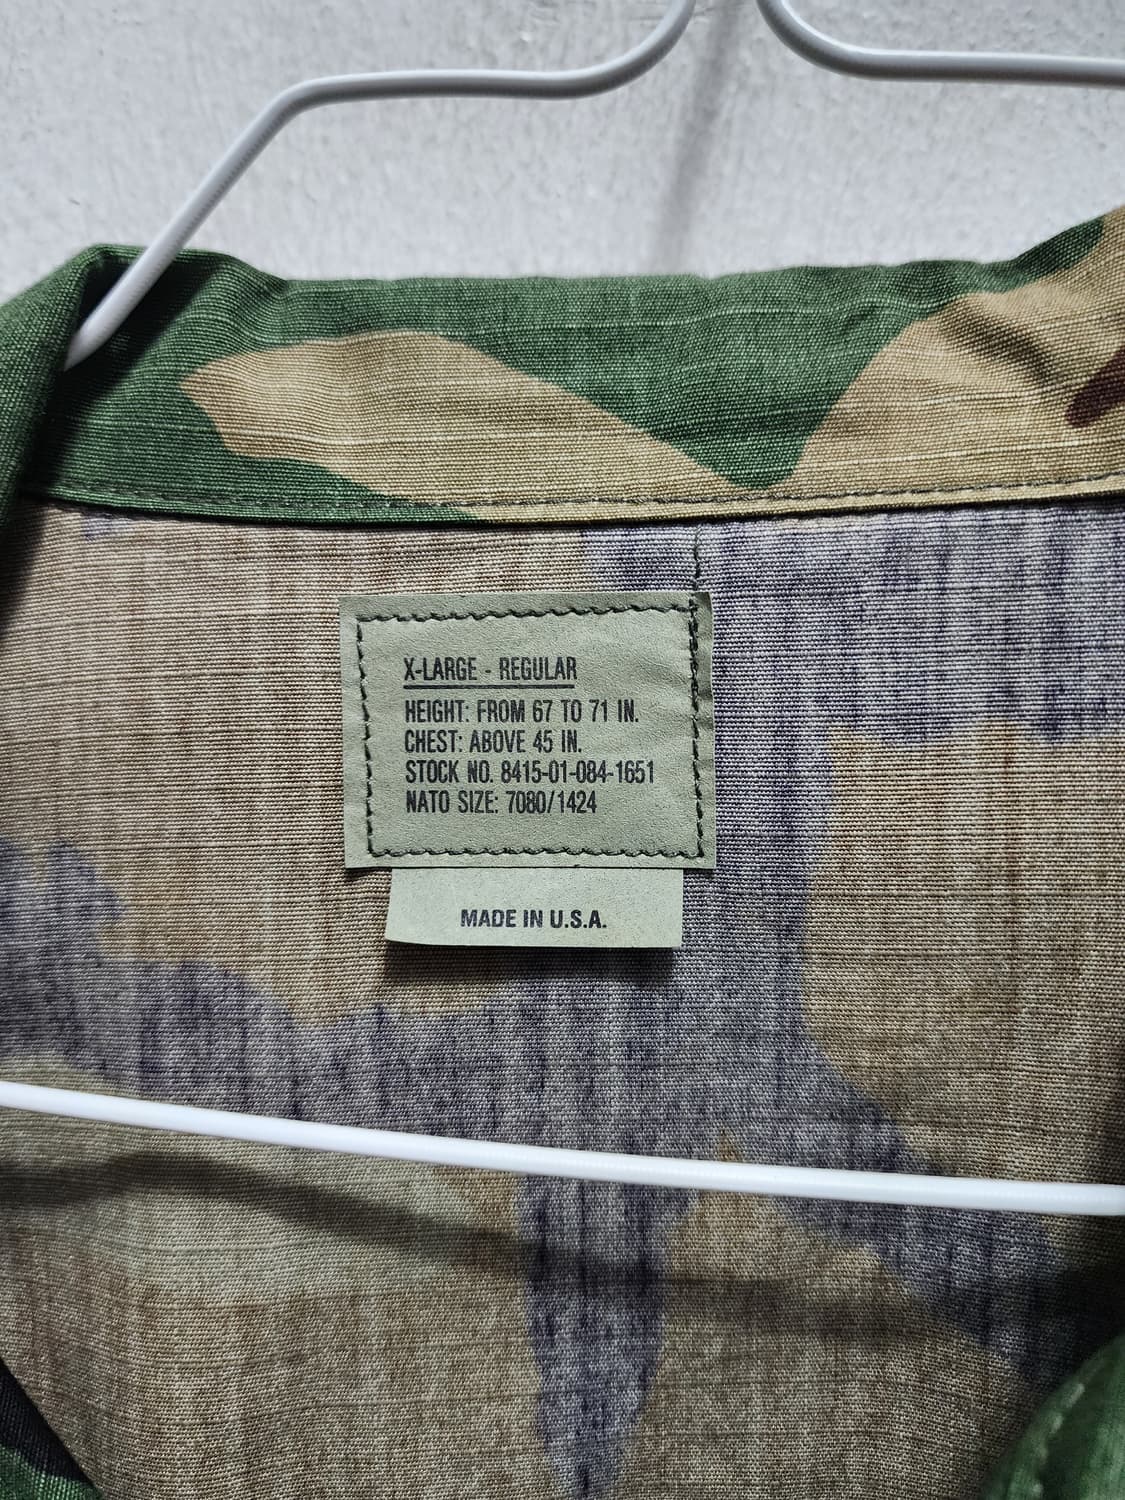 X-LARGE - REGULAR
HEIGHT: FROM 67 TO 71 IN.
CHEST: ABOVE 45 IN.
STOCK NO. 8415-01-084-1651
NATO SIZE: 7080/1424
MADE IN U.S.A.